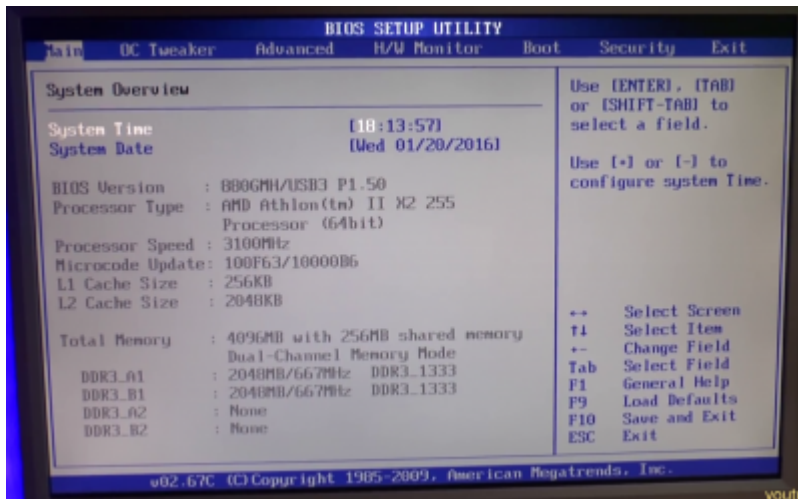 BIOS SETUP UTILITY
Main OC Tweaker Advanced H/W Monitor Boot Security Exit
System Overview
System Time [18:13:57]
System Date [Wed 01/20/2016]
BIOS Version : 880GMH/USB3 P1.50
Processor Type : AMD Athlon(tm) II X2 255
Processor (64bit)
Processor Speed : 3100MHz
Microcode Update: 100F63/10000B6
L1 Cache Size : 256KB
L2 Cache Size : 2048KB
Total Memory : 4096MB with 256MB shared memory
Dual-Channel Memory Mode
DDR3_A1 : 2048MB/667MHz DDR3_1333
DDR3_B1 : 2048MB/667MHz DDR3_1333
DDR3_A2 : None
DDR3_B2 : None
Use [ENTER], [TAB]
or [SHIFT-TAB] to
select a field.
Use [+] or [-] to
configure system Time.
↔ Select Screen
↑↓ Select Item
+- Change Field
Tab Select Field
F1 General Help
F9 Load Defaults
F10 Save and Exit
ESC Exit
v02.67C (C)Copyright 1985-2009, American Megatrends, Inc.
yout